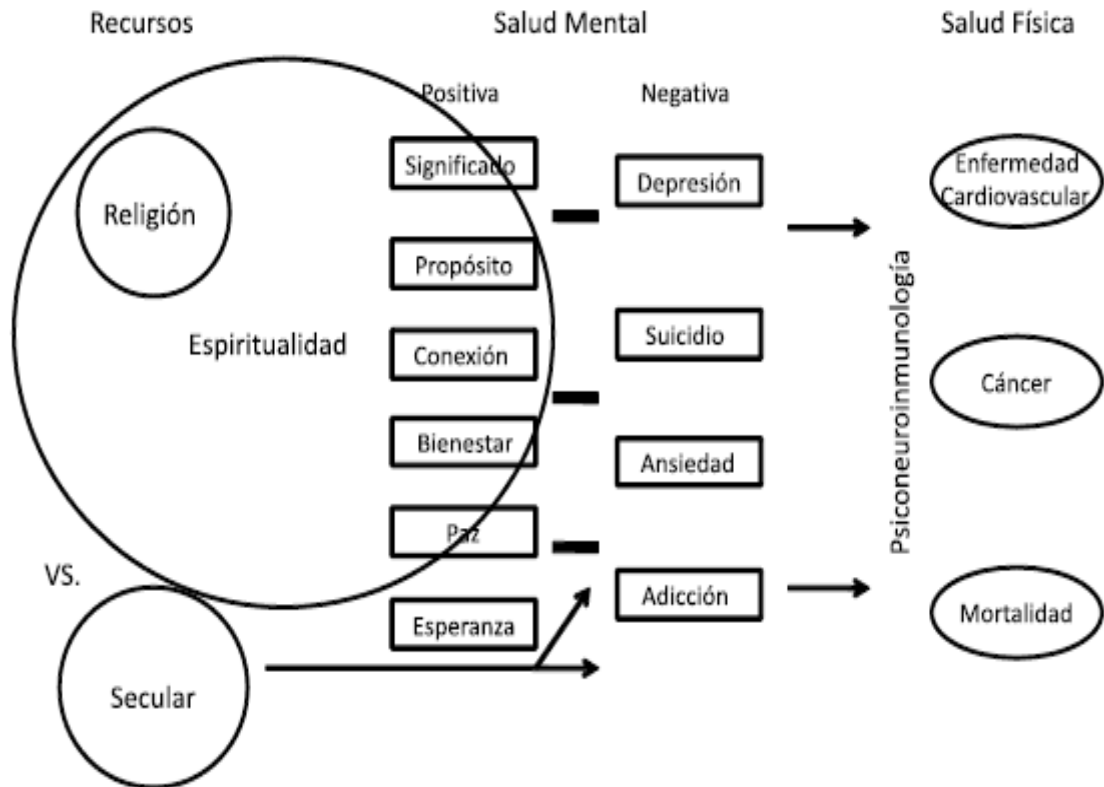 Recursos
Salud Mental
Salud Física
Positiva
Negativa
Religión
Espiritualidad
VS.
Secular
Significado
Propósito
Conexión
Bienestar
Paz
Esperanza
Depresión
Suicidio
Ansiedad
Adicción
Psiconeuroinmunología
Enfermedad
Cardiovascular
Cáncer
Mortalidad